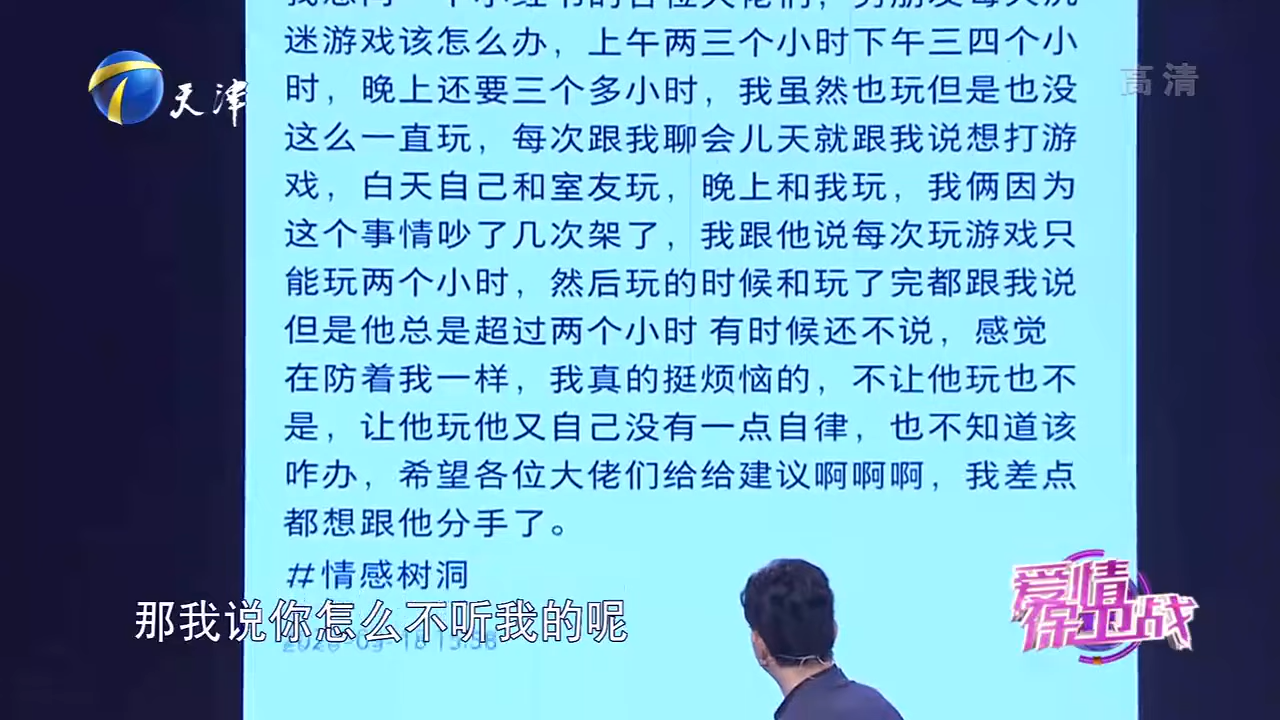 迷游戏该怎么办，上午两三个小时下午三四个小
时，晚上还要三个多小时，我虽然也玩但是也没
这么一直玩，每次跟我聊会儿天就跟我说想打游
戏，白天自己和室友玩，晚上和我玩，我俩因为
这个事情吵了几次架了，我跟他说每次玩游戏只
能玩两个小时，然后玩的时候和玩了完都跟我说
但是他总是超过两个小时 有时候还不说，感觉
在防着我一样，我真的挺烦恼的，不让他玩也不
是，让他玩他又自己没有一点自律，也不知道该
咋办，希望各位大佬们给给建议啊啊啊，我差点
都想跟他分手了。
#情感树洞
那我说你怎么不听我的呢
天津
高清
爱情
保卫战